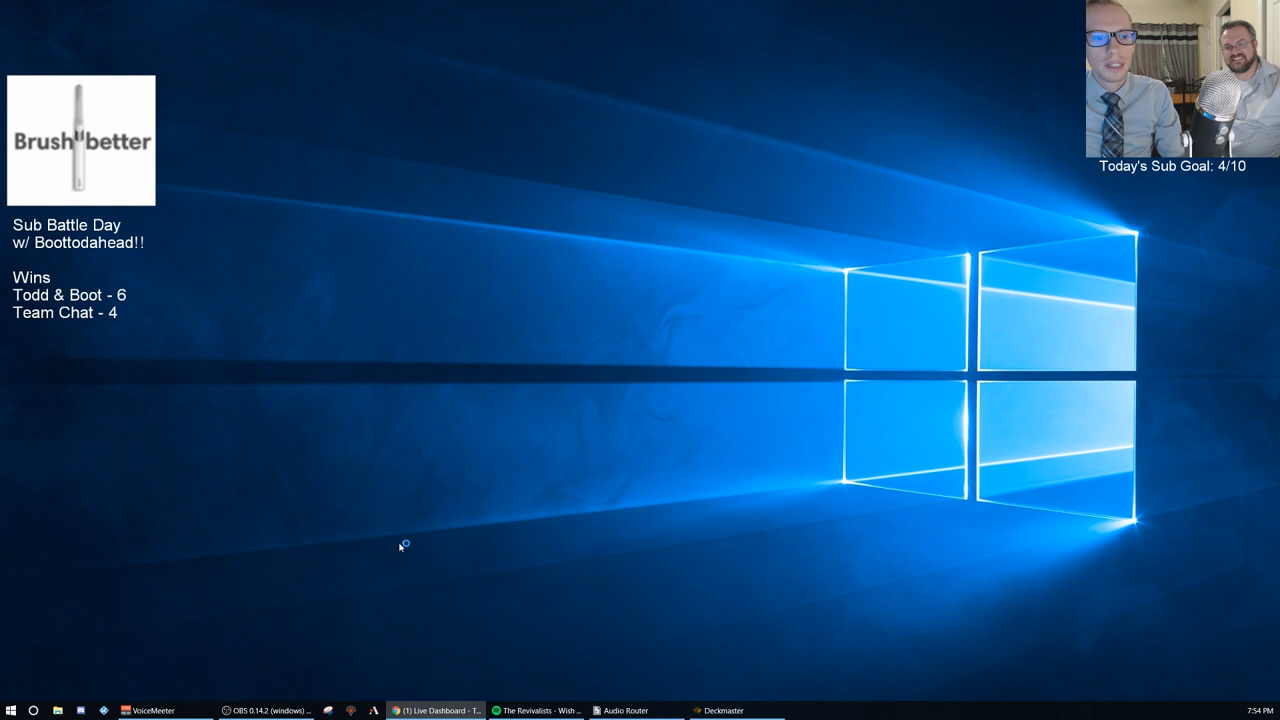 Brush better
Sub Battle Day
w/ Boottodahead!!
Wins
Todd & Boot - 6
Team Chat - 4
Today's Sub Goal: 4/10
VoiceMeeter
OBS 0.14.2 (windows) ...
(1) Live Dashboard - T...
The Revivalists - Wish ...
Audio Router
Deckmaster
7:54 PM